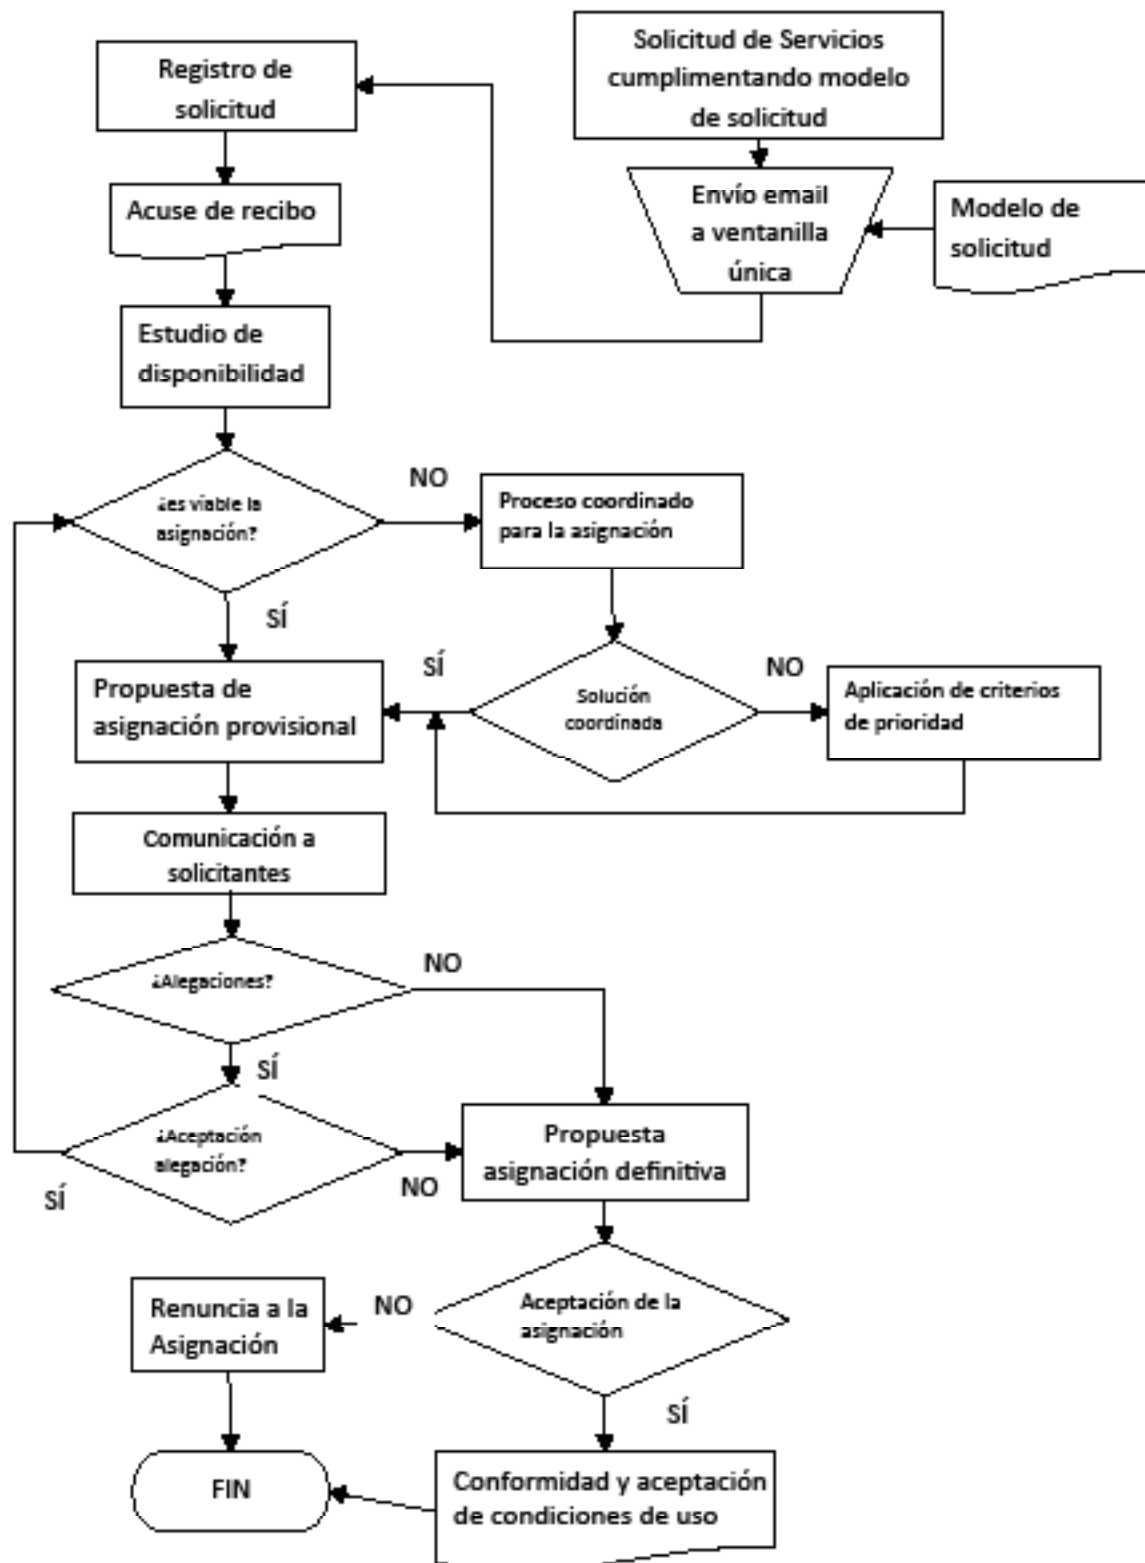 Solicitud de Servicios
cumplimentando modelo
de solicitud
Registro de
solicitud
Envío email
a ventanilla
única
Modelo de
solicitud
Acuse de recibo
Estudio de
disponibilidad
¿es viable la
asignación?
NO
Proceso coordinado
para la asignación
SÍ
Propuesta de
asignación provisional
SÍ
Solución
coordinada
NO
Aplicación de criterios
de prioridad
Comunicación a
solicitantes
¿Alegaciones?
NO
SÍ
¿Aceptación
alegación?
SÍ
NO
Propuesta
asignación definitiva
Aceptación de la
asignación
NO
Renuncia a la
Asignación
SÍ
Conformidad y aceptación
de condiciones de uso
FIN